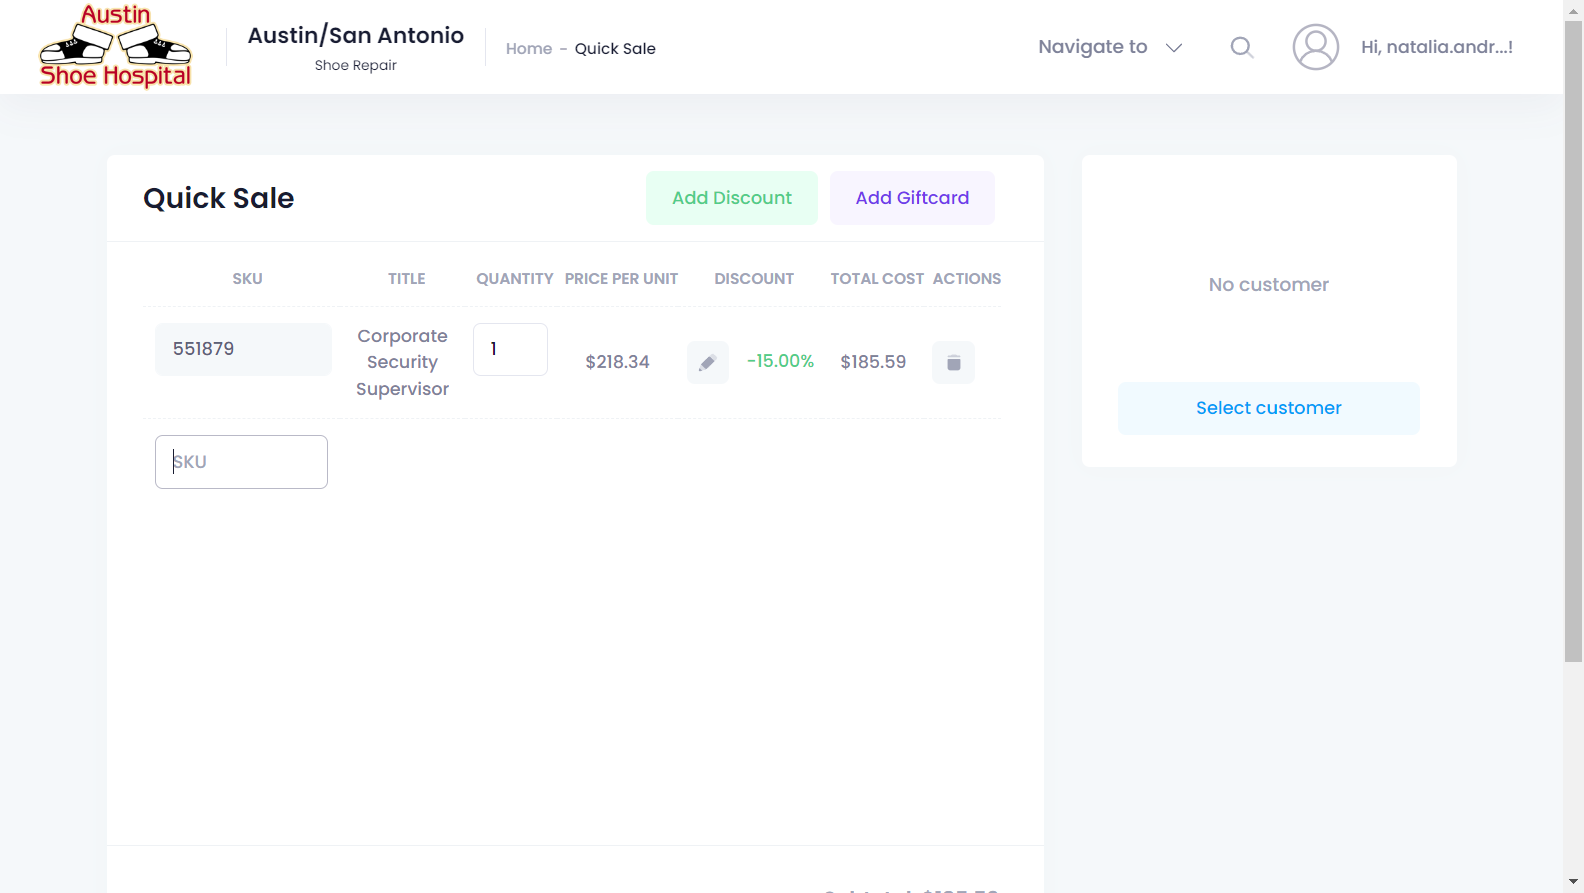 Austin
Shoe Hospital
Austin/San Antonio
Shoe Repair
Home - Quick Sale
Navigate to
Hi, natalia.andr...!
Quick Sale
Add Discount
Add Giftcard
SKU TITLE QUANTITY PRICE PER UNIT DISCOUNT TOTAL COST ACTIONS
551879
Corporate
Security
Supervisor
1
$218.34
-15.00%
$185.59
SKU
No customer
Select customer